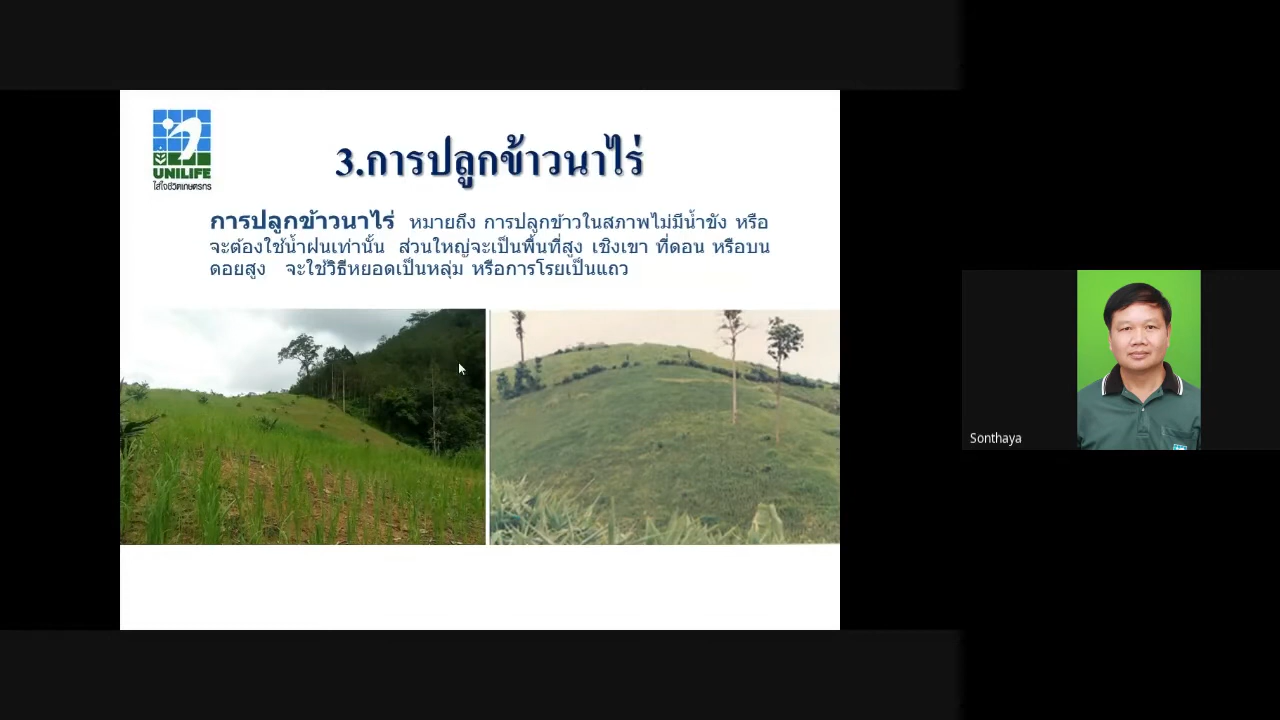 UNILIFE
ใส่ใจชีวิตเกษตรกร
3.การปลูกข้าวนาไร่
การปลูกข้าวนาไร่ หมายถึง การปลูกข้าวในสภาพไม่มีน้ำขัง หรือ
จะต้องใช้น้ำฝนเท่านั้น ส่วนใหญ่จะเป็นพื้นที่สูง เชิงเขา ที่ดอน หรือบน
ดอยสูง จะใช้วิธีหยอดเป็นหลุ่ม หรือการโรยเป็นแถว
Sonthaya